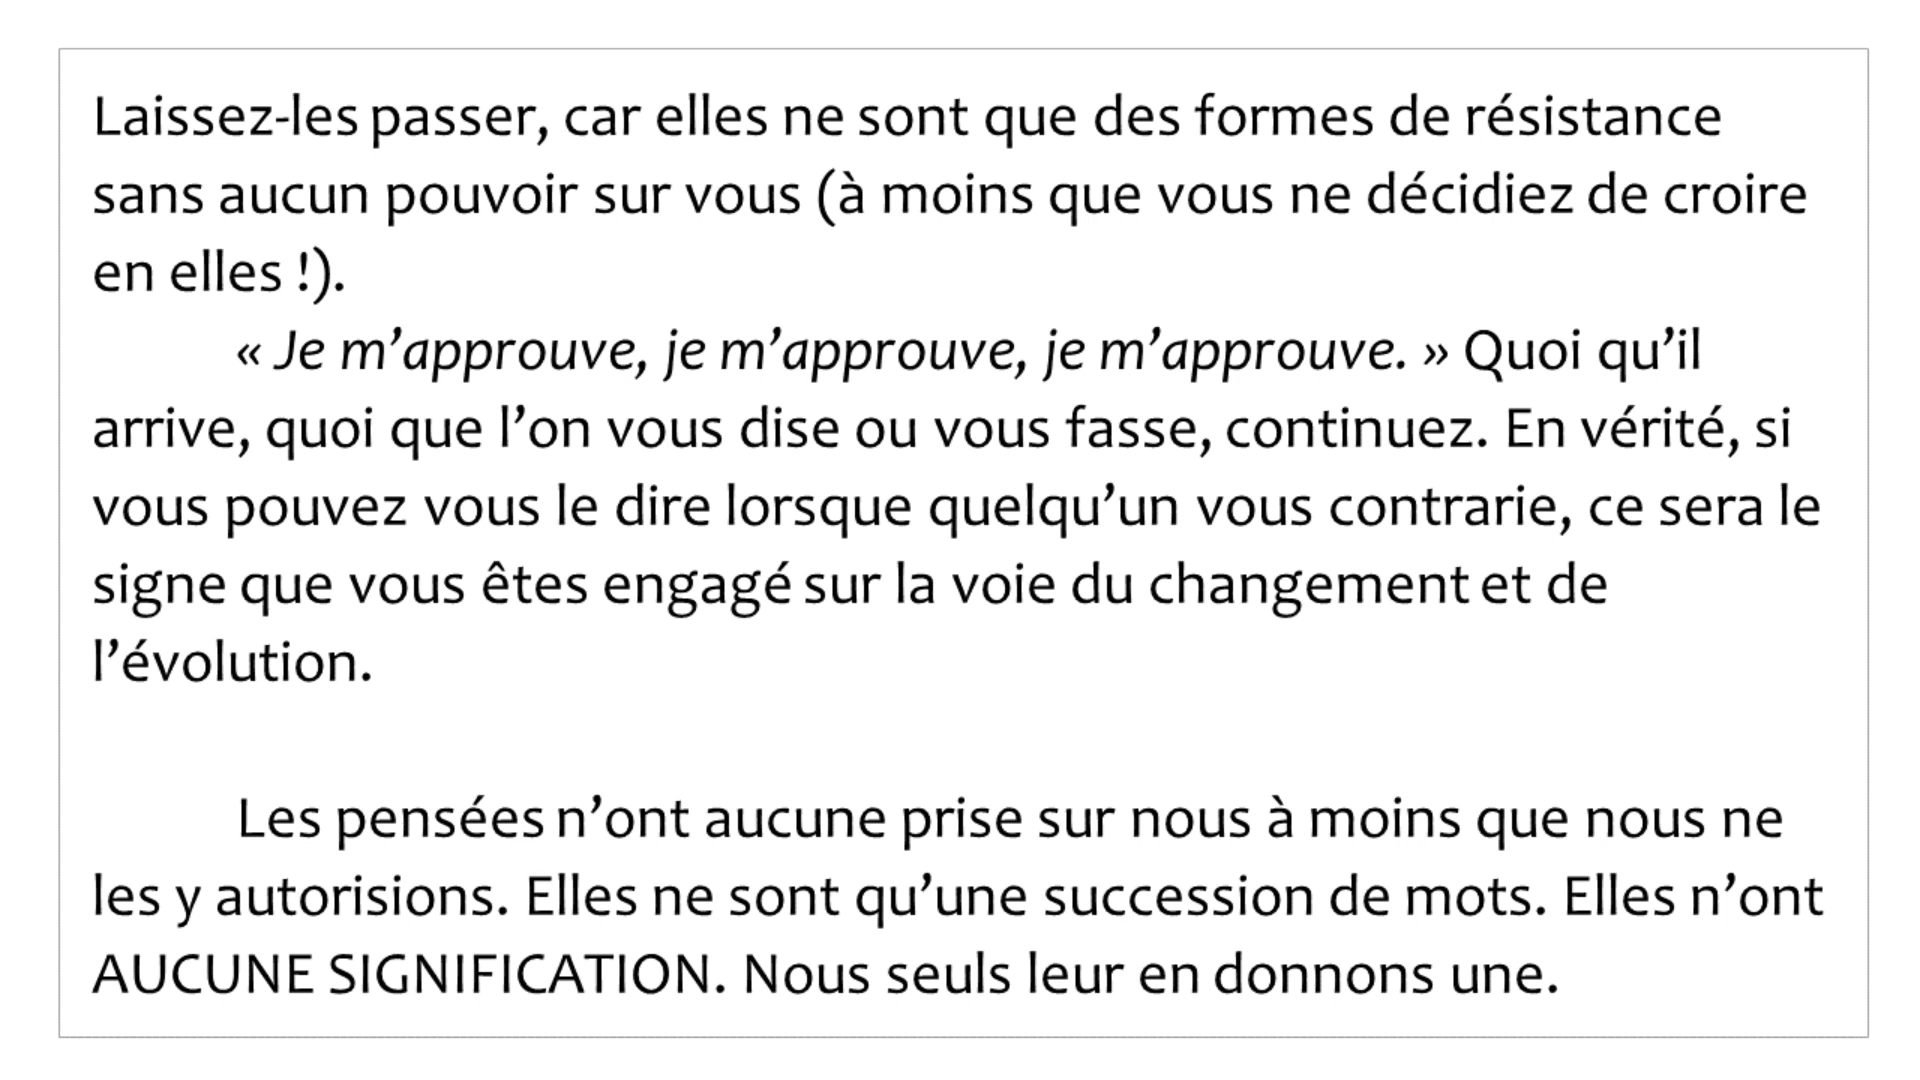 Laissez-les passer, car elles ne sont que des formes de résistance
sans aucun pouvoir sur vous (à moins que vous ne décidiez de croire
en elles !).
« Je m’approuve, je m’approuve, je m’approuve. » Quoi qu’il
arrive, quoi que l’on vous dise ou vous fasse, continuez. En vérité, si
vous pouvez vous le dire lorsque quelqu’un vous contrarie, ce sera le
signe que vous êtes engagé sur la voie du changement et de
l’évolution.
Les pensées n’ont aucune prise sur nous à moins que nous ne
les y autorisions. Elles ne sont qu’une succession de mots. Elles n’ont
AUCUNE SIGNIFICATION. Nous seuls leur en donnons une.